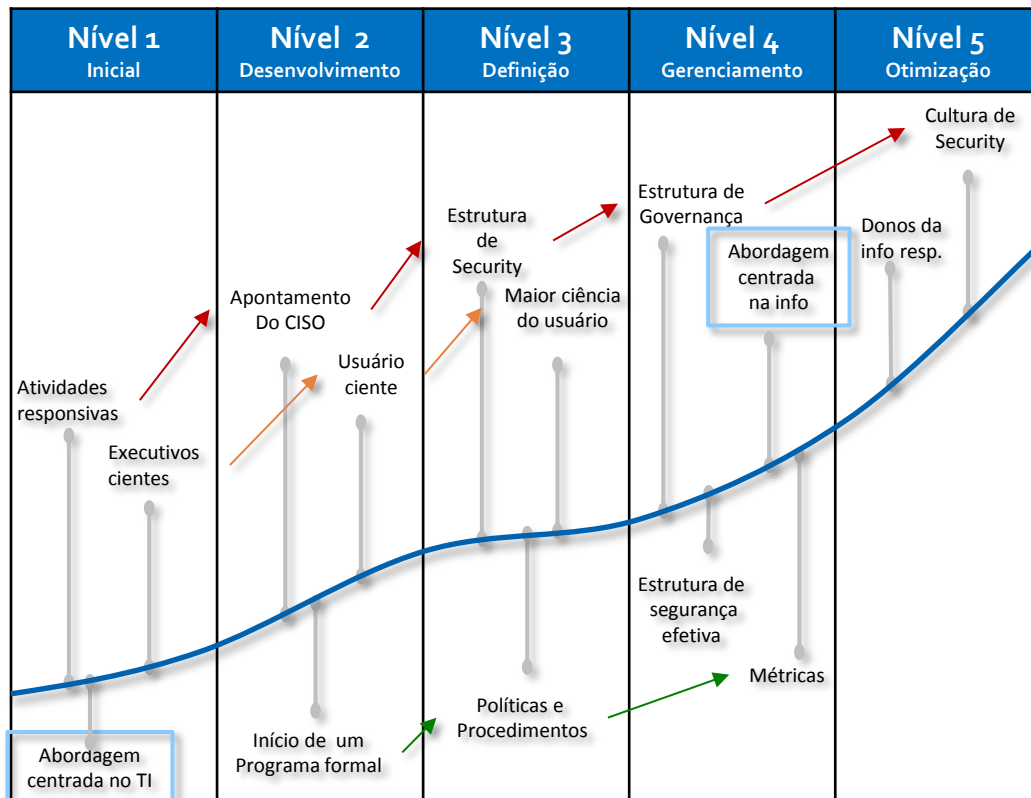 Nível 1
Inicial
Nível 2
Desenvolvimento
Nível 3
Definição
Nível 4
Gerenciamento
Nível 5
Otimização
Atividades
responsivas
Executivos
cientes
Abordagem
centrada no TI
Apontamento
Do CISO
Usuário
ciente
Início de um
Programa formal
Estrutura
de
Security
Maior ciência
do usuário
Políticas e
Procedimentos
Estrutura de
Governança
Abordagem
centrada
na info
Estrutura de
segurança
efetiva
Métricas
Cultura de
Security
Donos da
info resp.